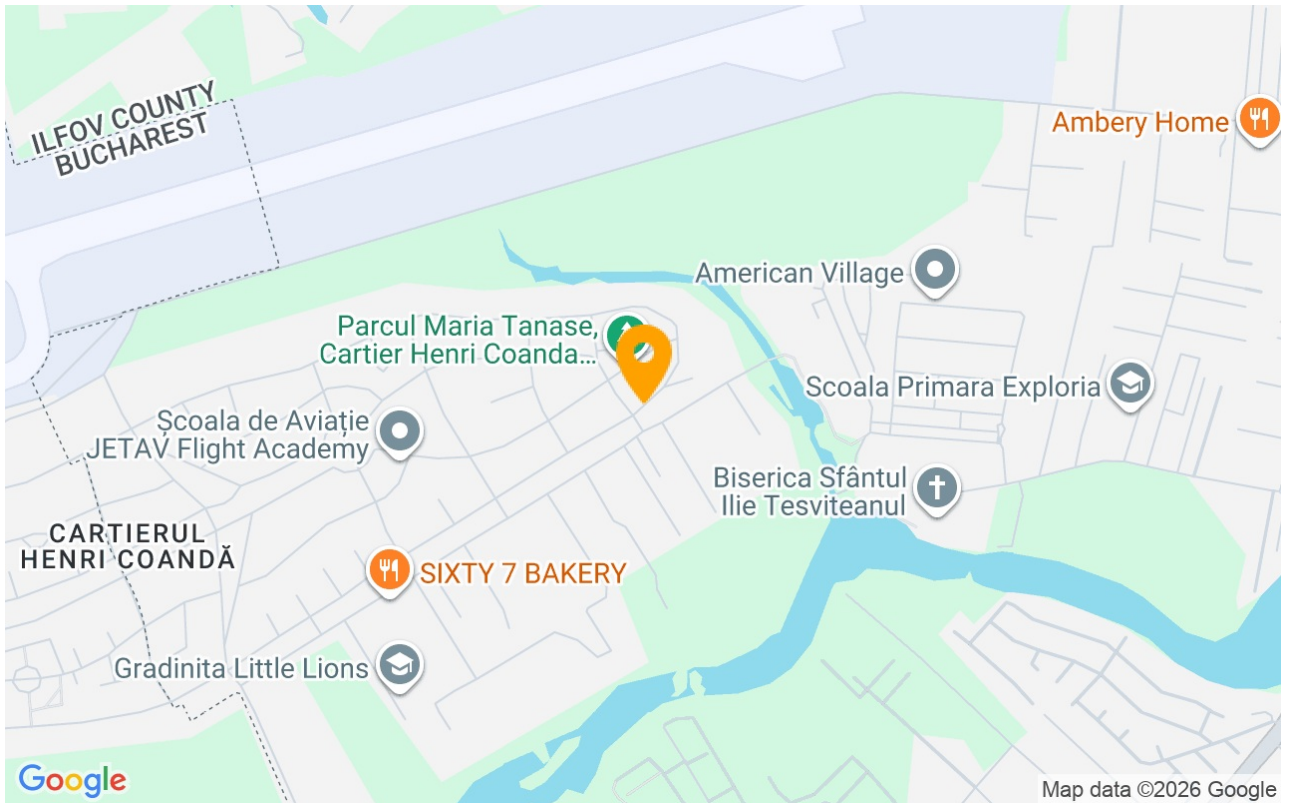 ILFOV COUNTY
BUCHAREST
Ambery Home
American Village
Parcul Maria Tanase,
Cartier Henri Coanda...
Scoala Primara Exploria
Școala de Aviație
JETAV Flight Academy
Biserica Sfântul
Ilie Tesviteanul
CARTIERUL
HENRI COANDĂ
SIXTY 7 BAKERY
Gradinita Little Lions
Google
Map data ©2026 Google